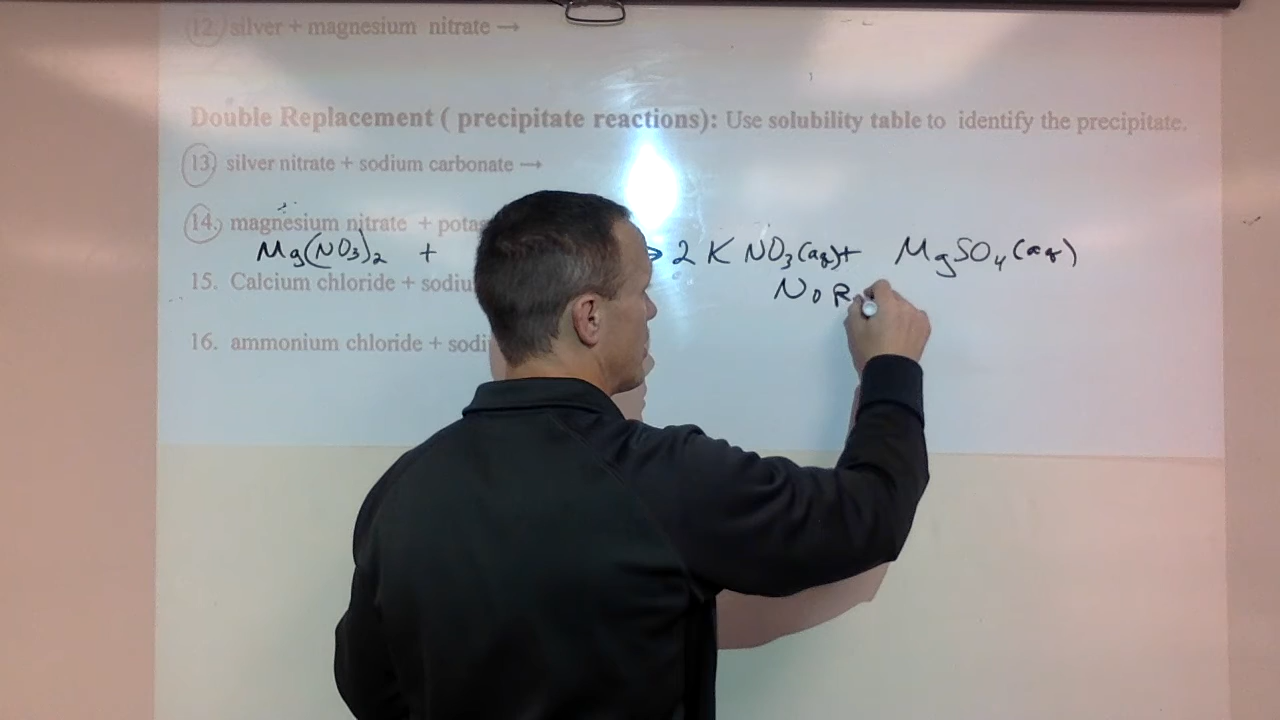 12. silver + magnesium nitrate →
Double Replacement ( precipitate reactions): Use solubility table to identify the precipitate.
13. silver nitrate + sodium carbonate →
14. magnesium nitrate + potas
Mg(NO3)2 + → 2 K NO3(aq) + MgSO4(aq)
No R
15. Calcium chloride + sodiu
16. ammonium chloride + sodi